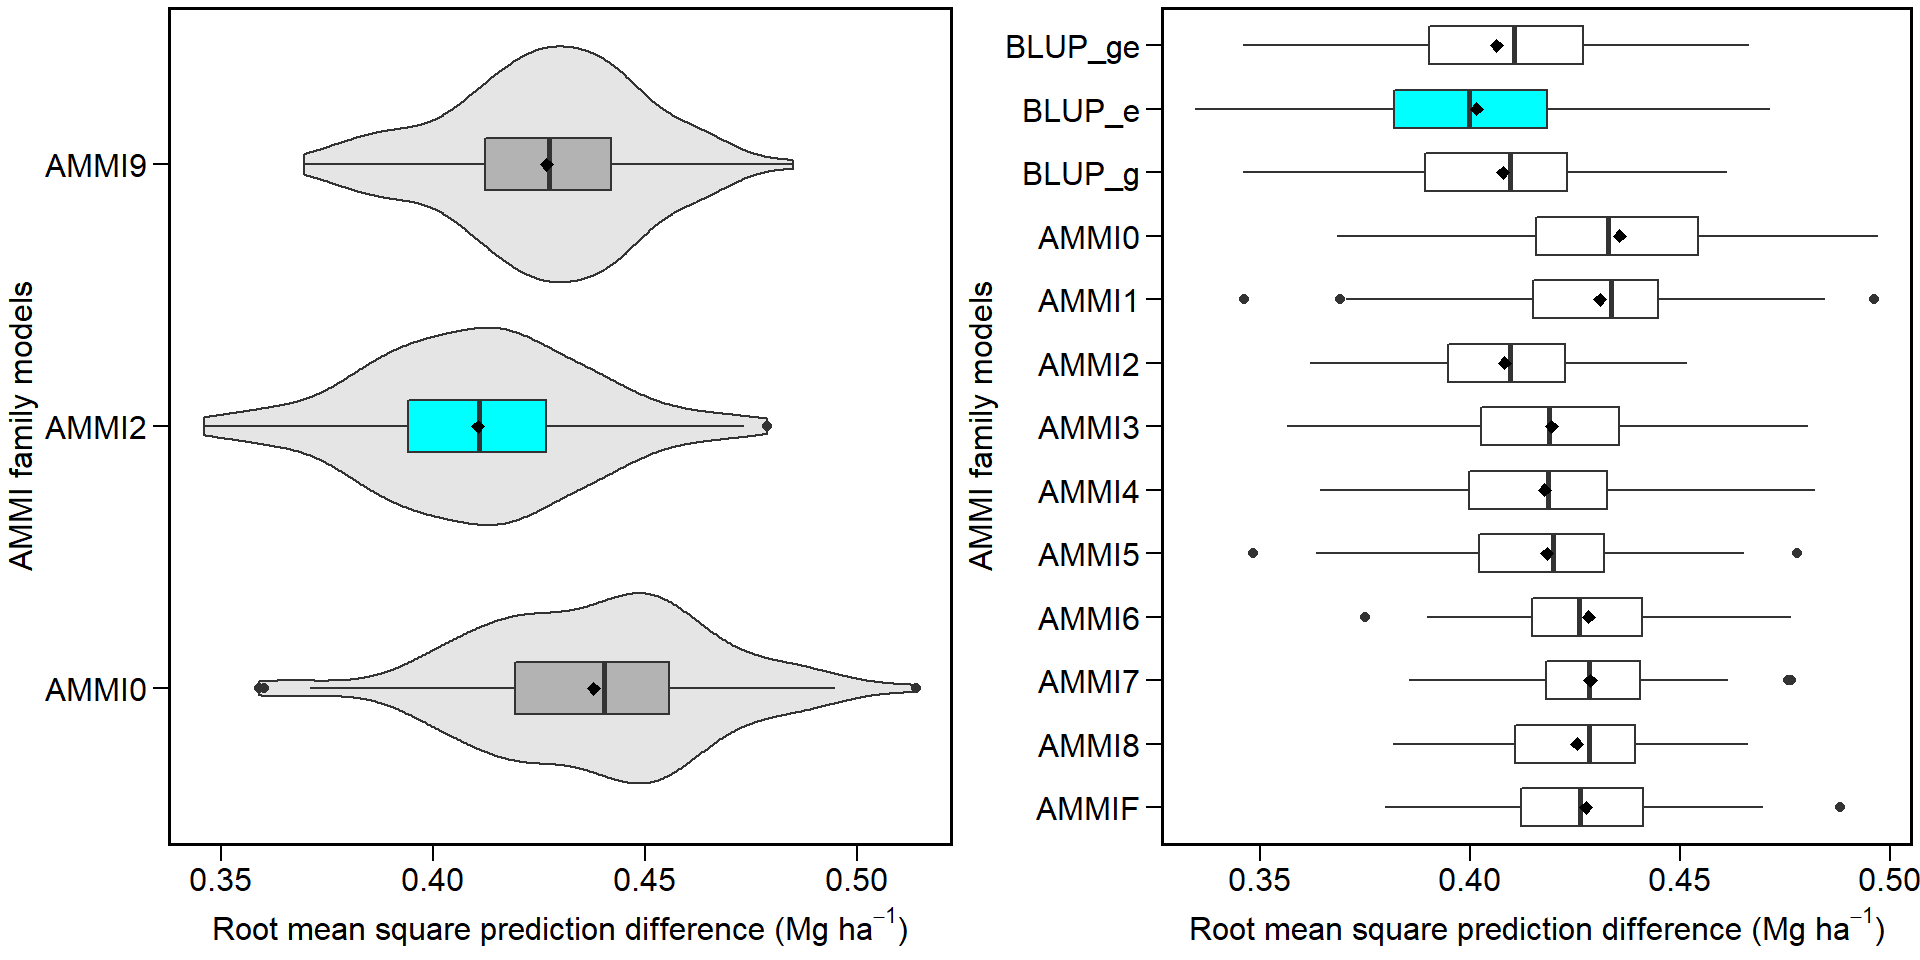 AMMI family models
AMMI9
AMMI2
AMMI0
0.35 0.40 0.45 0.50
Root mean square prediction difference (Mg ha⁻¹)
AMMI family models
BLUP_ge
BLUP_e
BLUP_g
AMMI0
AMMI1
AMMI2
AMMI3
AMMI4
AMMI5
AMMI6
AMMI7
AMMI8
AMMIF
0.35 0.40 0.45 0.50
Root mean square prediction difference (Mg ha⁻¹)